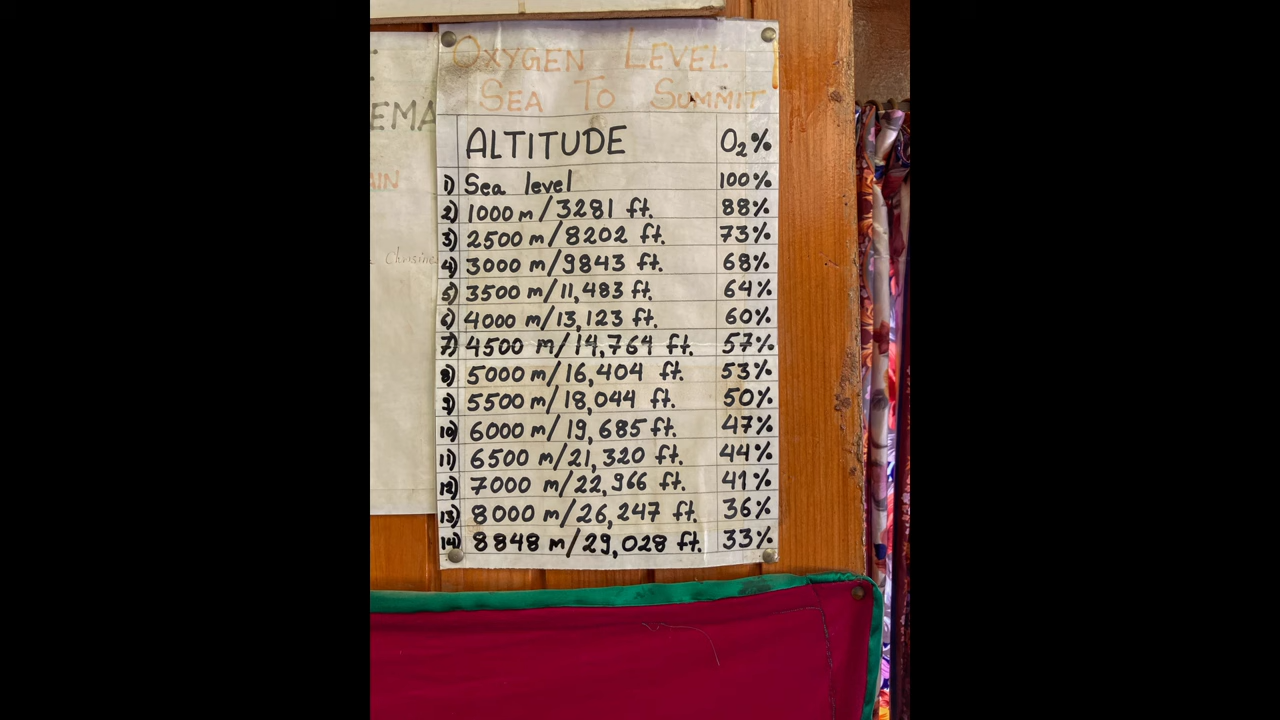 OXYGEN LEVEL
SEA TO SUMMIT
ALTITUDE O₂%
1) Sea level 100%
2) 1000 m/3281 ft. 88%
3) 2500 m/8202 ft. 73%
4) 3000 m/9843 ft. 68%
5) 3500 m/11,483 ft. 64%
6) 4000 m/13,123 ft. 60%
7) 4500 m/14,764 ft. 57%
8) 5000 m/16,404 ft. 53%
9) 5500 m/18,044 ft. 50%
10) 6000 m/19,685 ft. 47%
11) 6500 m/21,320 ft. 44%
12) 7000 m/22,966 ft. 41%
13) 8000 m/26,247 ft. 36%
14) 8848 m/29,028 ft. 33%
EMA
AIN